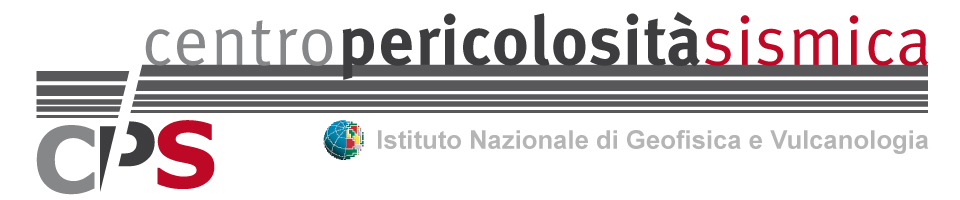 centropericolositàsismica
CPS
Istituto Nazionale di Geofisica e Vulcanologia